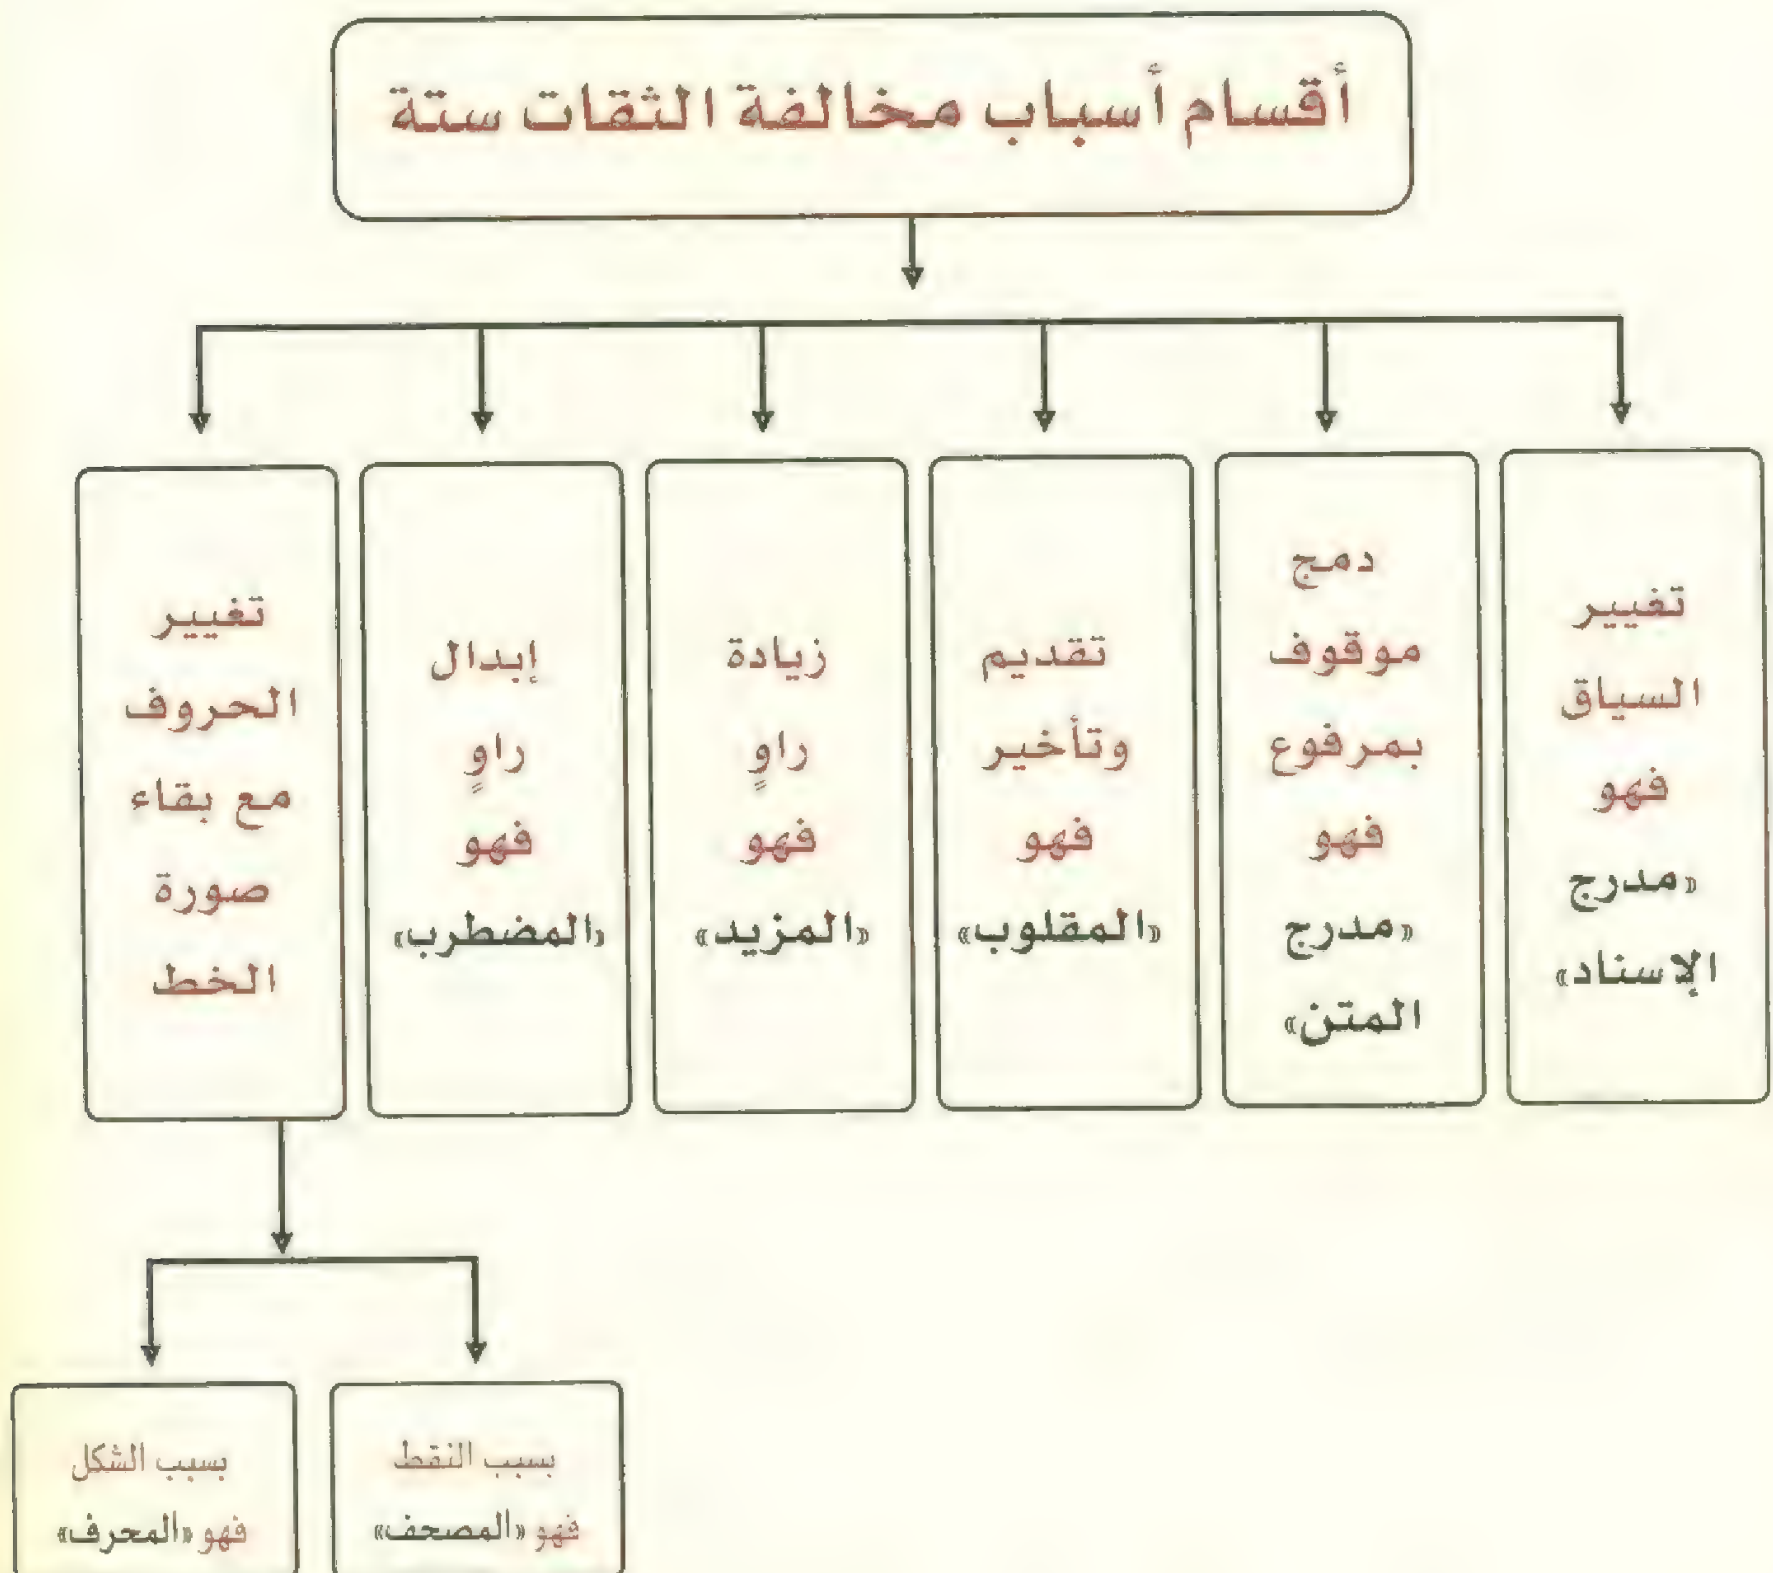 أقسام أسباب مخالفة الثقات ستة
تغيير
السياق
فهو
«مدرج
الإسناد»
دمج
موقوف
بمرفوع
فهو
«مدرج
المتن»
تقديم
وتأخير
فهو
«المقلوب»
زيادة
راوٍ
فهو
«المزيد»
إبدال
راوٍ
فهو
«المضطرب»
تغيير
الحروف
مع بقاء
صورة
الخط
بسبب النقط
فهو «المصحف»
بسبب الشكل
فهو «المحرف»